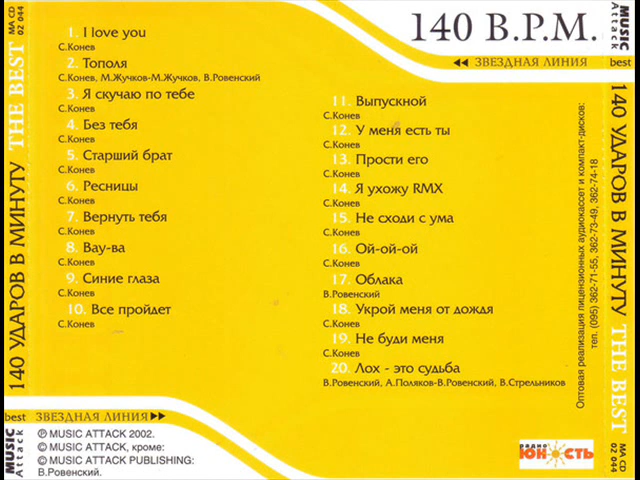 MUSIC
Attack
MA CD
02 044
140 УДАРОВ В МИНУТУ THE BEST
best
1. I love you
С.Конев
2. Тополя
С.Конев, М.Жучков-М.Жучков, В.Ровенский
3. Я скучаю по тебе
С.Конев
4. Без тебя
С.Конев
5. Старший брат
С.Конев
6. Ресницы
С.Конев
7. Вернуть тебя
С.Конев
8. Вау-ва
С.Конев
9. Синие глаза
С.Конев
10. Все пройдет
С.Конев
best ЗВЕЗДНАЯ ЛИНИЯ
℗ MUSIC ATTACK 2002.
© MUSIC ATTACK, кроме:
© MUSIC ATTACK PUBLISHING:
В.Ровенский.
140 B.P.M.
ЗВЕЗДНАЯ ЛИНИЯ
11. Выпускной
С.Конев
12. У меня есть ты
С.Конев
13. Прости его
С.Конев
14. Я ухожу RMX
С.Конев
15. Не сходи с ума
С.Конев
16. Ой-ой-ой
С.Конев
17. Облака
В.Ровенский
18. Укрой меня от дождя
С.Конев
19. Не буди меня
С.Конев
20. Лох - это судьба
В.Ровенский, А.Поляков-В.Ровенский, В.Стрельников
Оптовая реализация лицензионных аудиокассет и компакт-дисков:
тел. (095) 362-71-55, 362-73-49, 362-74-18
радио
ЮНОСТЬ
MUSIC
Attack
best
140 УДАРОВ В МИНУТУ THE BEST
MUSIC
Attack
MA CD
02 044